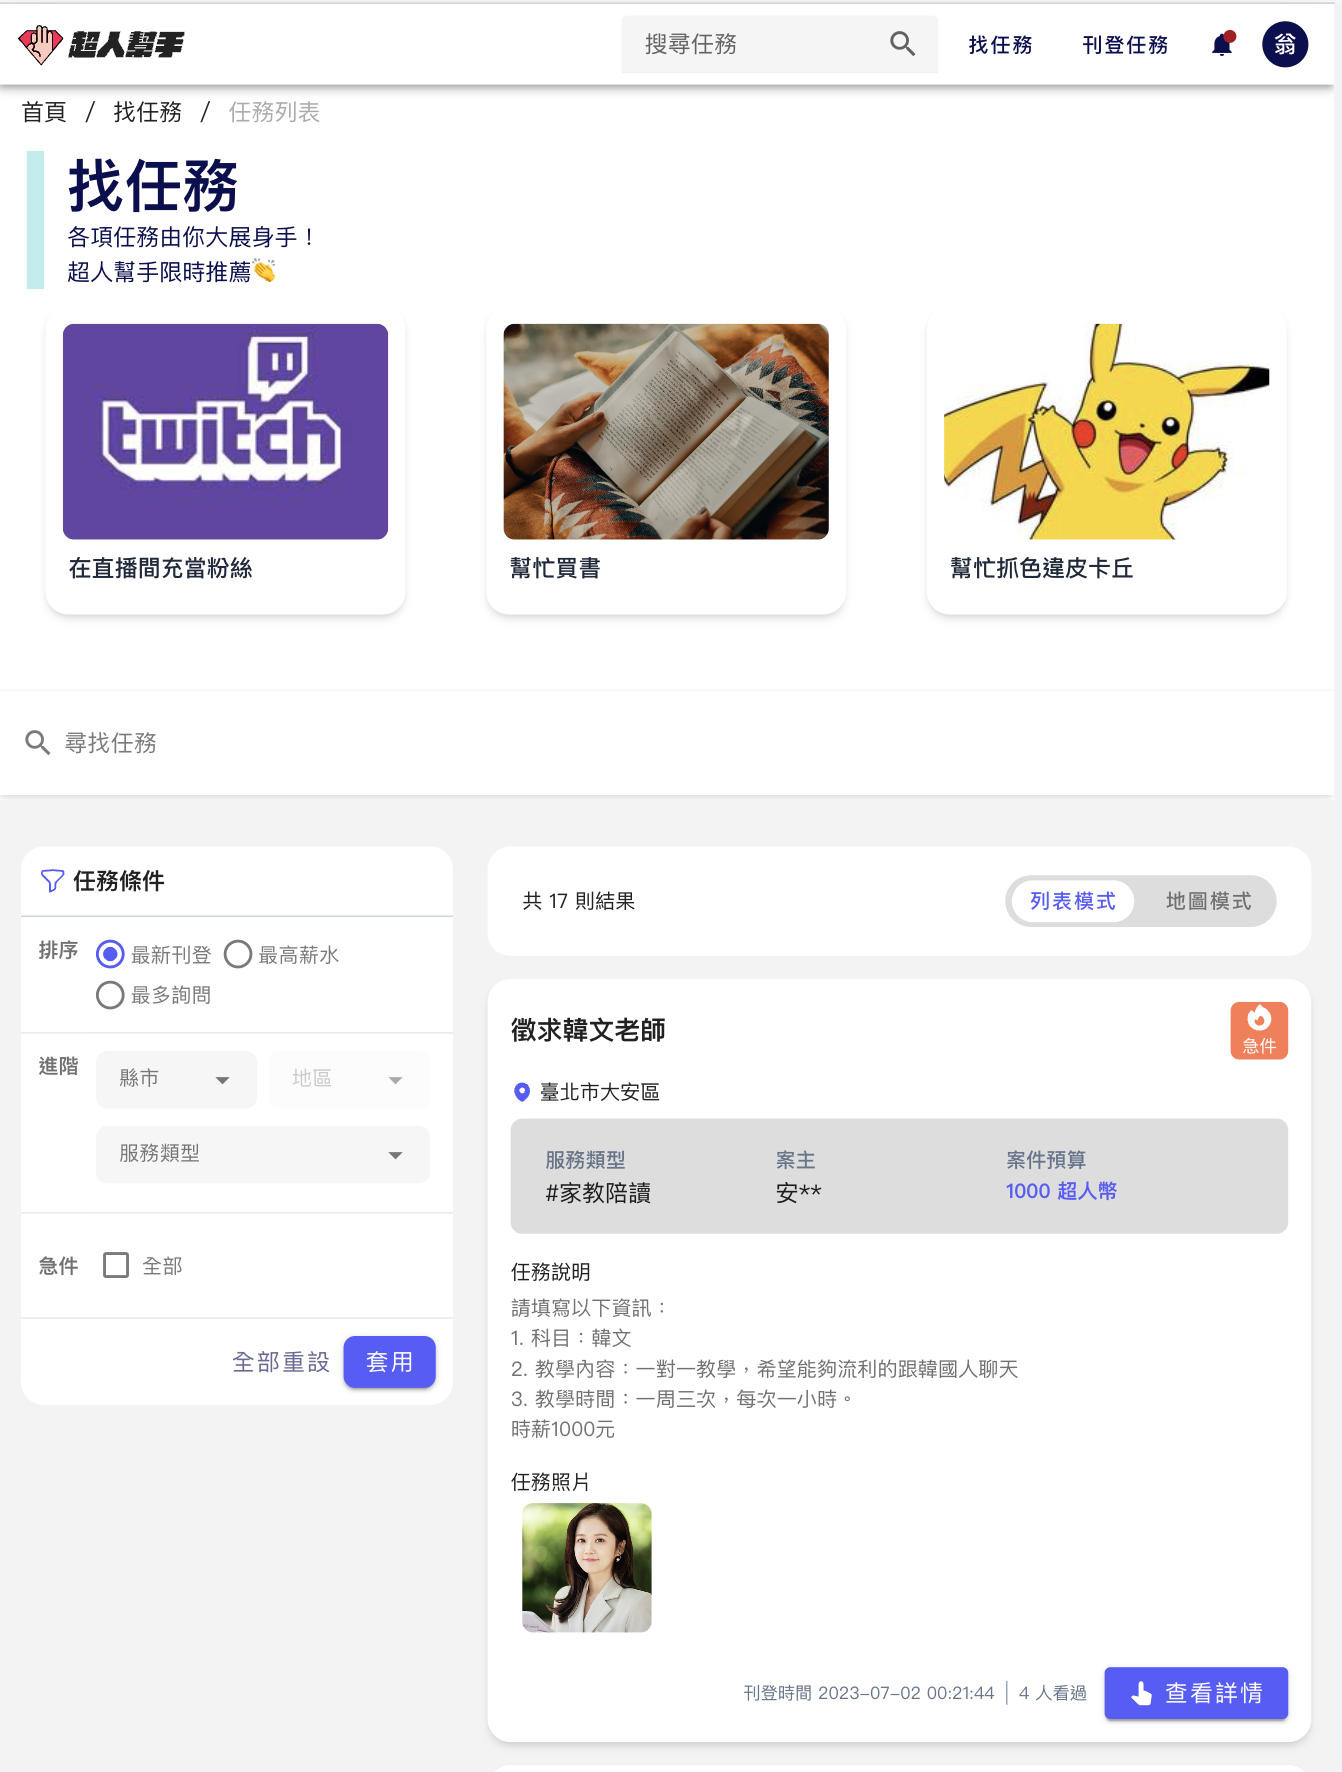 超人幫手
搜尋任務
找任務
刊登任務
翁
首頁 / 找任務 / 任務列表
找任務
各項任務由你大展身手！
超人幫手限時推薦👏
twitch
在直播間充當粉絲
幫忙買書
幫忙抓色違皮卡丘
尋找任務
任務條件
排序
最新刊登
最高薪水
最多詢問
進階
縣市
地區
服務類型
急件
全部
全部重設
套用
共 17 則結果
列表模式
地圖模式
徵求韓文老師
急件
臺北市大安區
服務類型
#家教陪讀
案主
安**
案件預算
1000 超人幣
任務說明
請填寫以下資訊：
1. 科目：韓文
2. 教學內容：一對一教學，希望能夠流利的跟韓國人聊天
3. 教學時間：一周三次，每次一小時。
時薪1000元
任務照片
刊登時間 2023-07-02 00:21:44
4 人看過
查看詳情